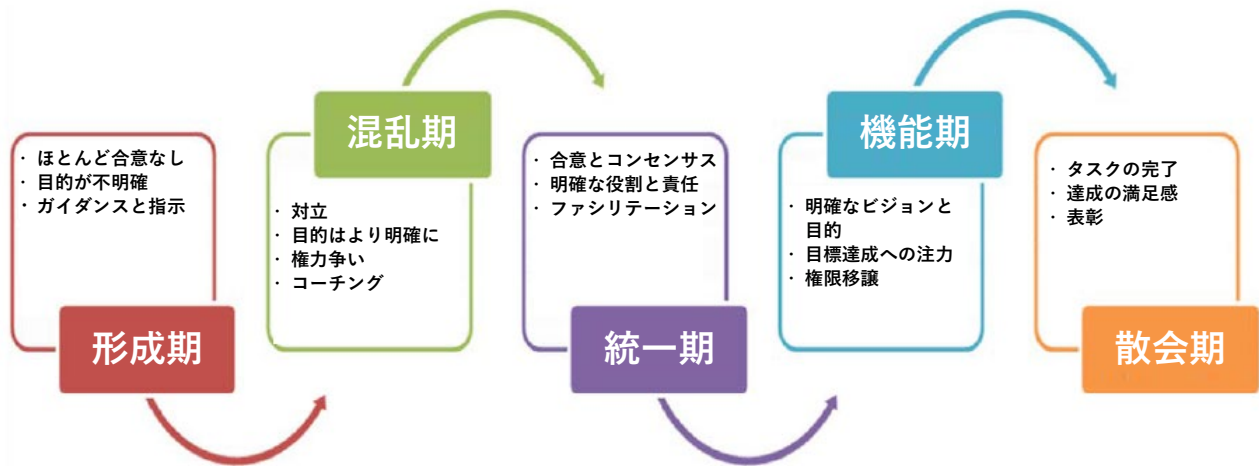 形成期
・ ほとんど合意なし
・ 目的が不明確
・ ガイダンスと指示
混乱期
・ 対立
・ 目的はより明確に
・ 権力争い
・ コーチング
統一期
・ 合意とコンセンサス
・ 明確な役割と責任
・ ファシリテーション
機能期
・ 明確なビジョンと
目的
・ 目標達成への注力
・ 権限移譲
散会期
・ タスクの完了
・ 達成の満足感
・ 表彰